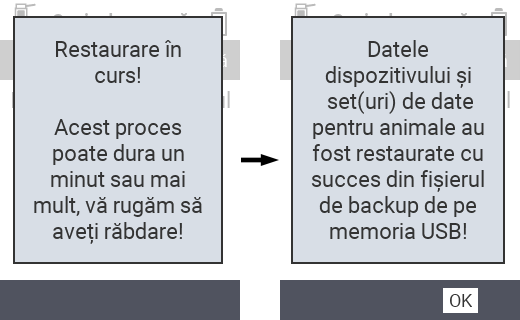 Restaurare în
curs!
Acest proces
poate dura un
minut sau mai
mult, vă rugăm să
aveți răbdare!
Datele
dispozitivului și
set(uri) de date
pentru animale au
fost restaurate cu
succes din fișierul
de backup de pe
memoria USB!
OK